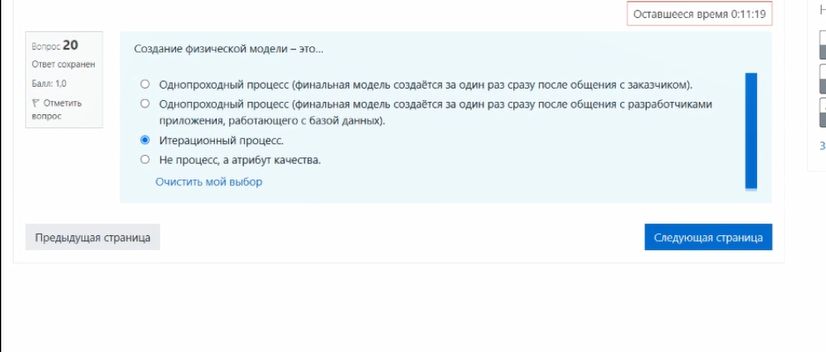 Оставшееся время 0:11:19
Вопрос 20
Ответ сохранен
Балл: 1,0
Отметить
вопрос
Создание физической модели – это...
Однопроходный процесс (финальная модель создаётся за один раз сразу после общения с заказчиком).
Однопроходный процесс (финальная модель создаётся за один раз сразу после общения с разработчиками
приложения, работающего с базой данных).
Итерационный процесс.
Не процесс, а атрибут качества.
Очистить мой выбор
Предыдущая страница
Следующая страница